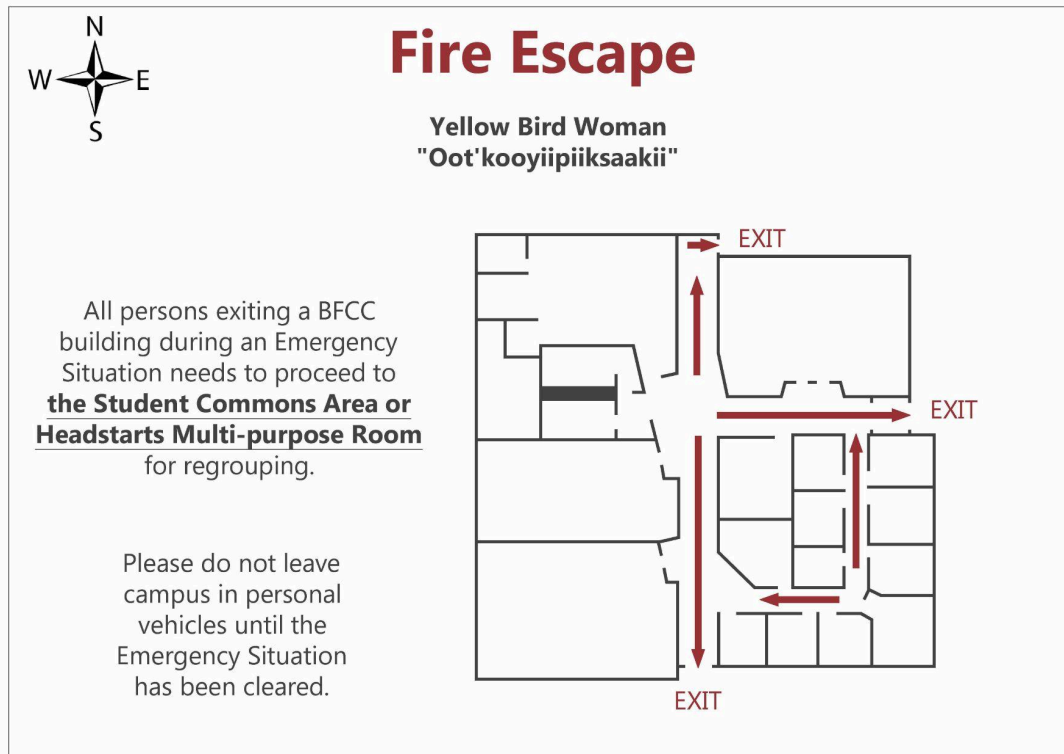 N
W E
S
Fire Escape
Yellow Bird Woman
"Oot'kooyiipiiksaakii"
EXIT
All persons exiting a BFCC
building during an Emergency
Situation needs to proceed to
the Student Commons Area or
Headstarts Multi-purpose Room
for regrouping.
EXIT
Please do not leave
campus in personal
vehicles until the
Emergency Situation
has been cleared.
EXIT